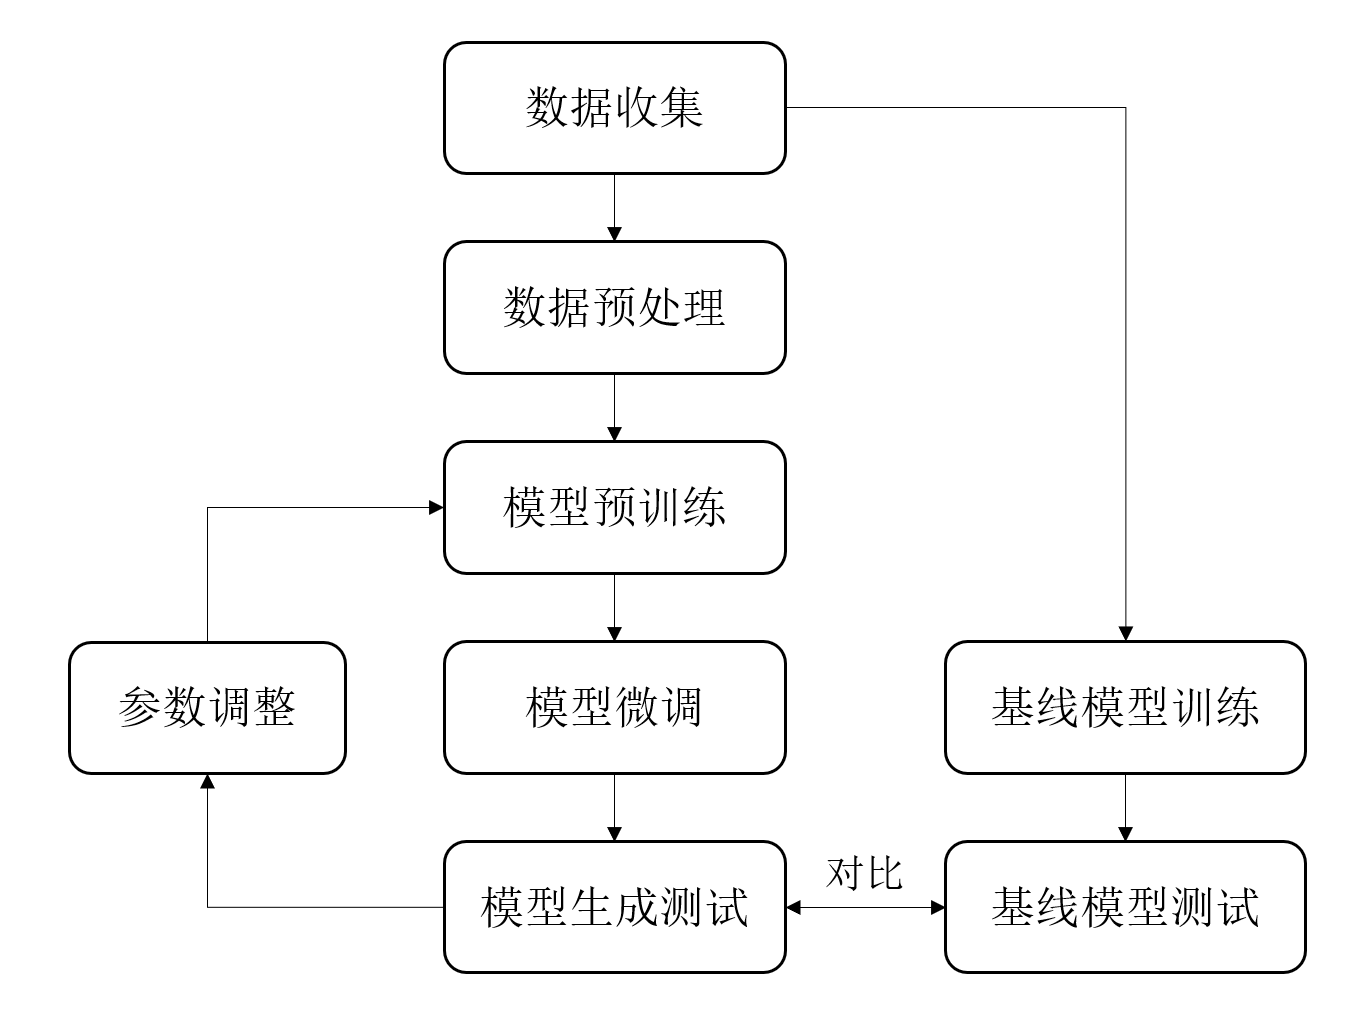 数据收集
数据预处理
模型预训练
参数调整
模型微调
基线模型训练
对比
模型生成测试
基线模型测试